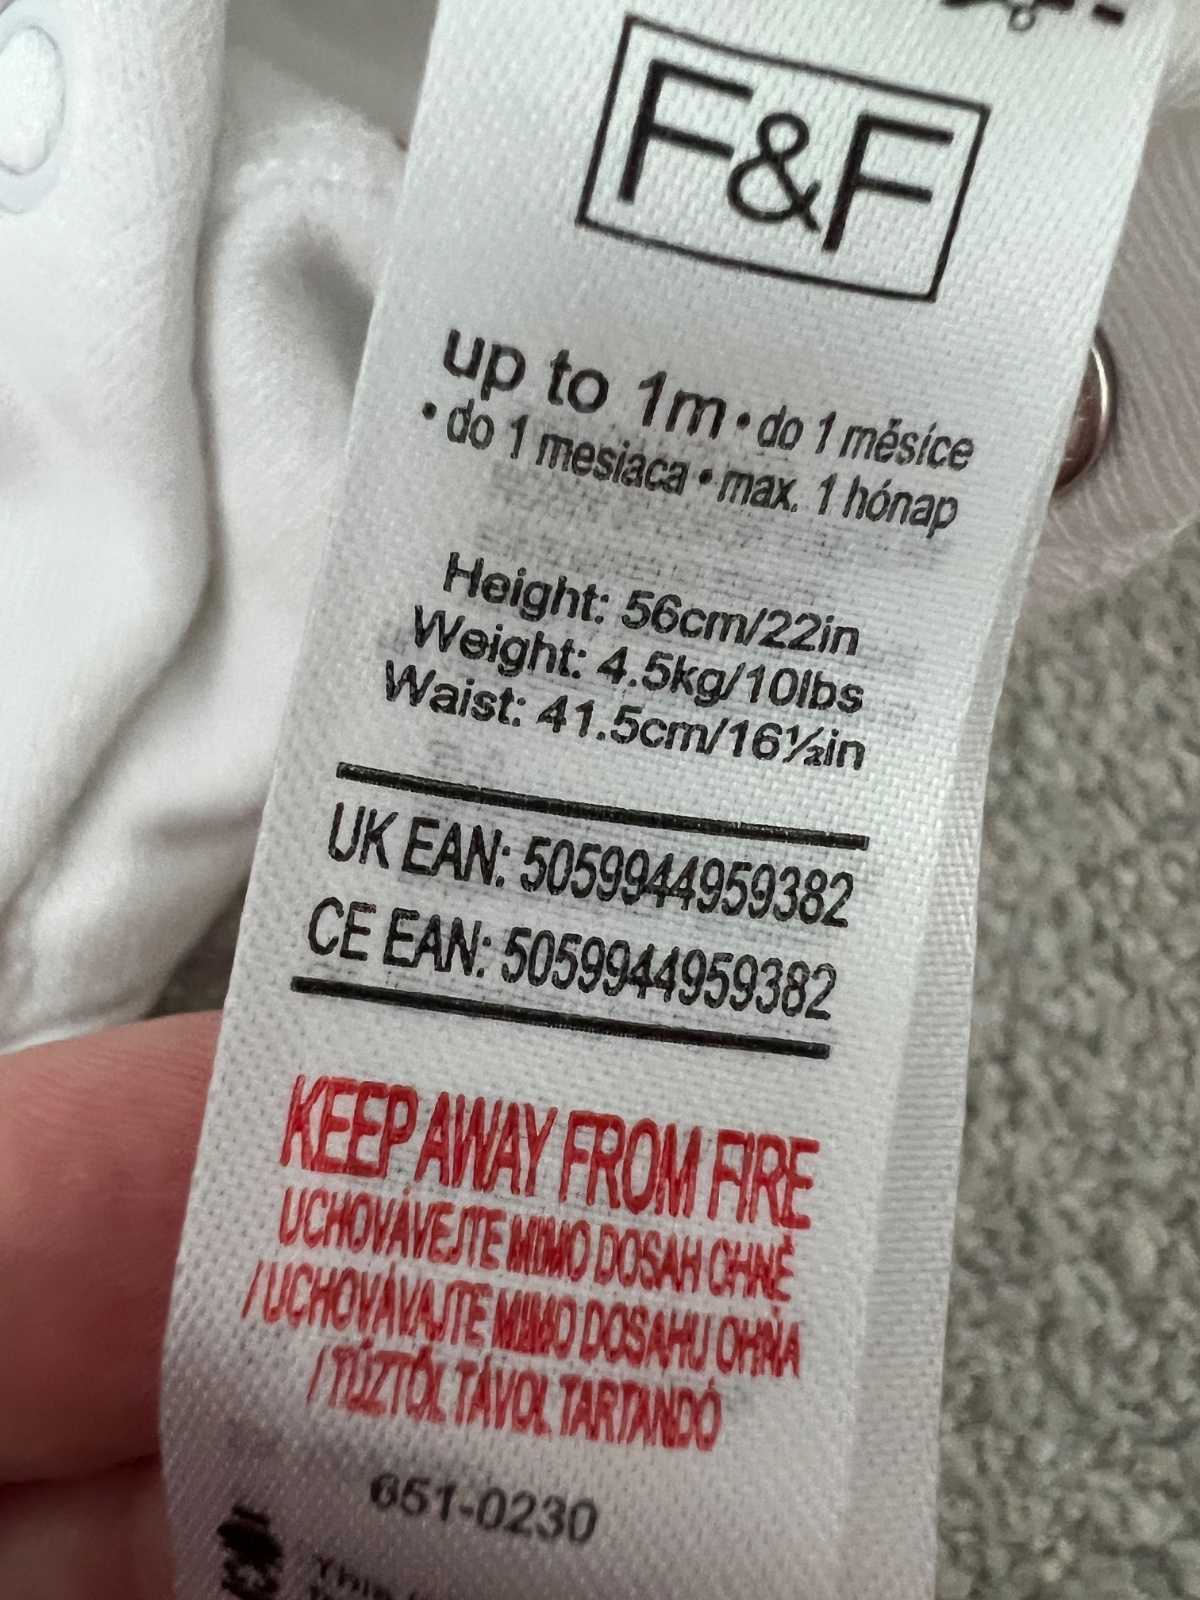 F&F
up to 1m • do 1 měsíce
• do 1 mesiaca • max. 1 hónap
Height: 56cm/22in
Weight: 4.5kg/10lbs
Waist: 41.5cm/16½in
UK EAN: 5059944959382
CE EAN: 5059944959382
KEEP AWAY FROM FIRE
UCHOVÁVEJTE MIMO DOSAH OHNĚ
/ UCHOVÁVAJTE MIMO DOSAHU OHŇA
/ TŰZTŐL TÁVOL TARTANDÓ
651-0230